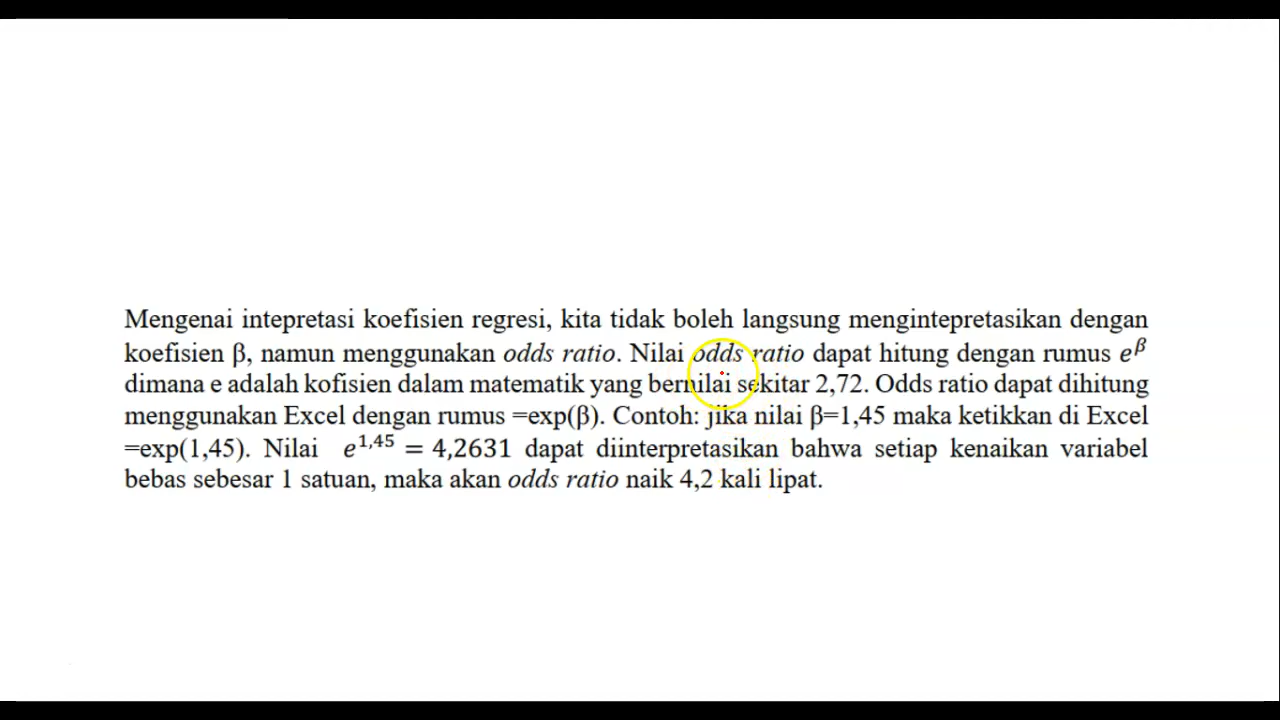 Mengenai intepretasi koefisien regresi, kita tidak boleh langsung mengintepretasikan dengan
koefisien β, namun menggunakan odds ratio. Nilai odds ratio dapat hitung dengan rumus e^β
dimana e adalah kofisien dalam matematik yang bernilai sekitar 2,72. Odds ratio dapat dihitung
menggunakan Excel dengan rumus =exp(β). Contoh: jika nilai β=1,45 maka ketikkan di Excel
=exp(1,45). Nilai e^1,45 = 4,2631 dapat diinterpretasikan bahwa setiap kenaikan variabel
bebas sebesar 1 satuan, maka akan odds ratio naik 4,2 kali lipat.